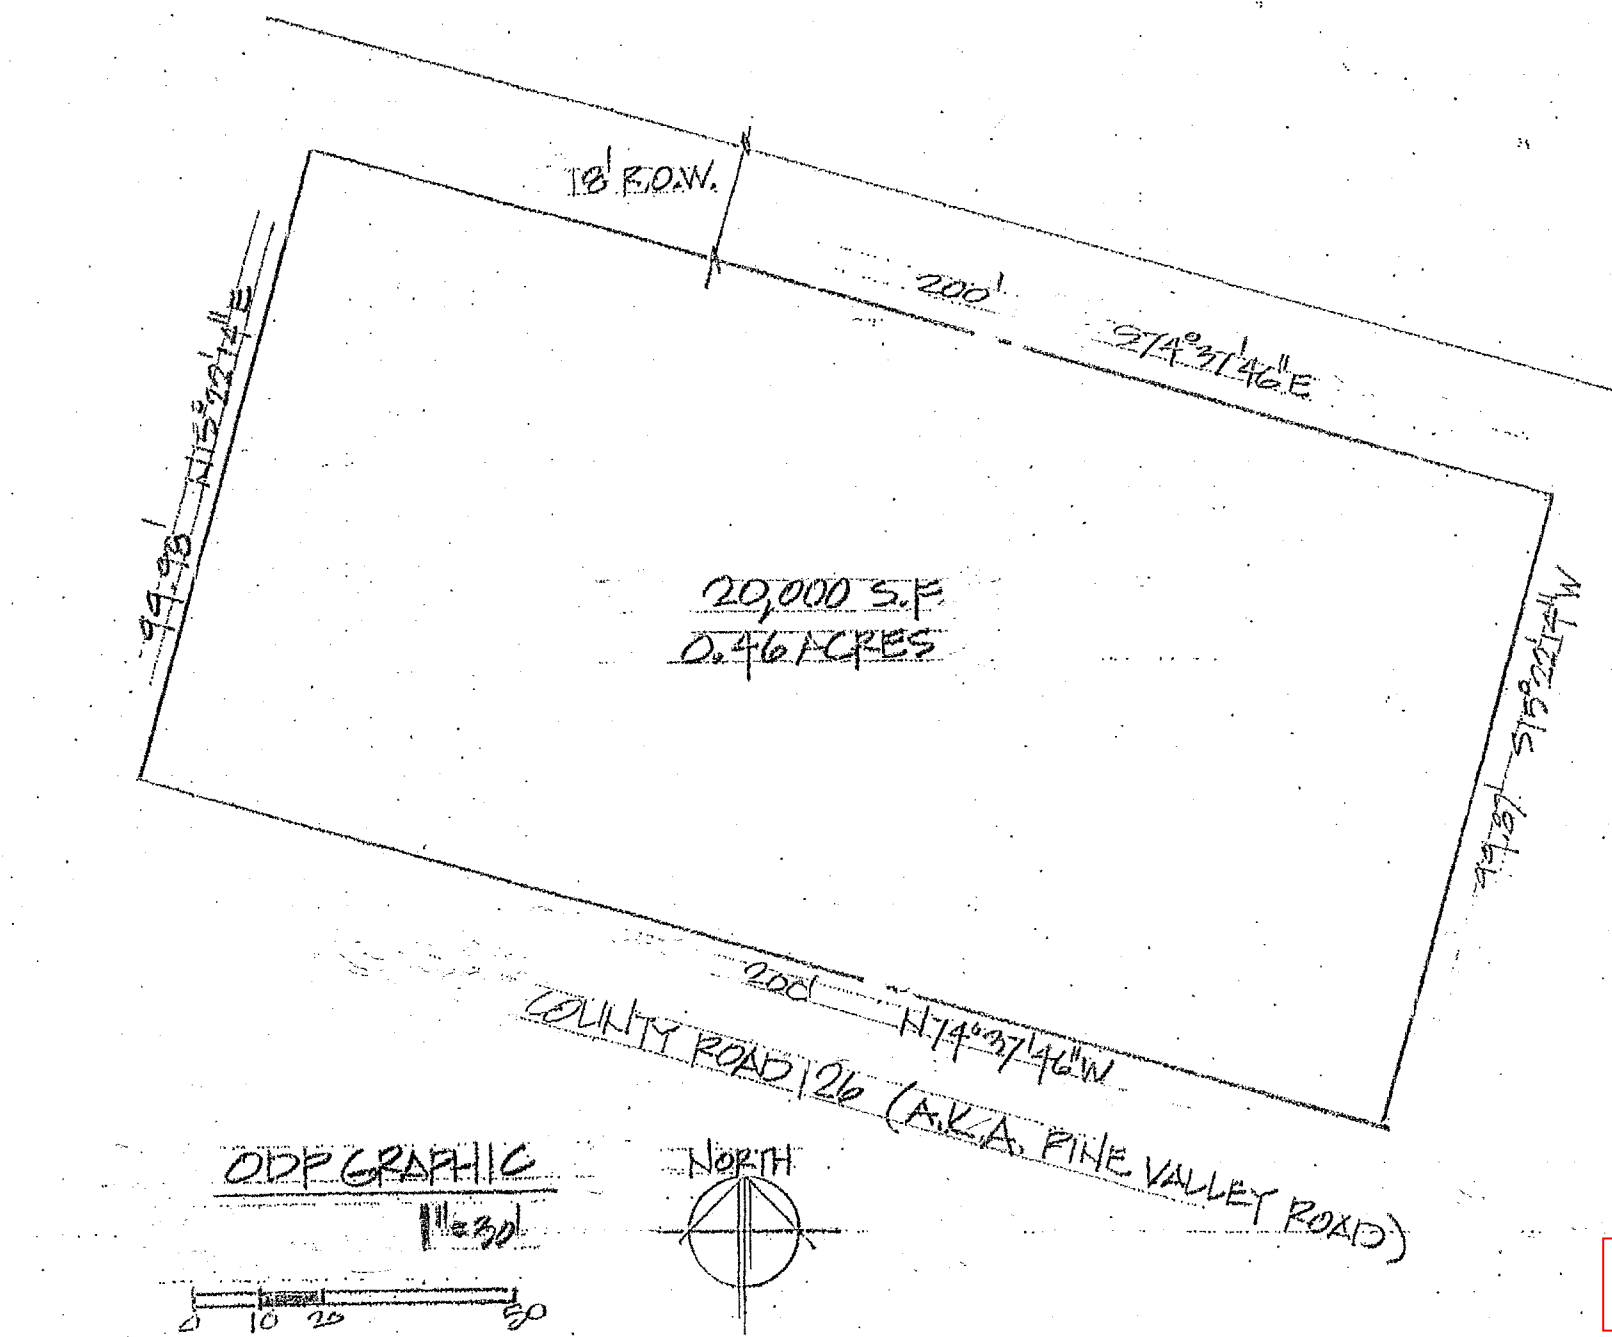 18' R.O.W.
200'
S74°37'46"E
99.98' N15°22'14"E
20,000 S.F.
0.46 ACRES
S15°22'14"W
99.98'
200' N74°37'46"W
COUNTY ROAD 126 (A.K.A. PINE VALLEY ROAD)
ODP GRAPHIC
1"=30'
NORTH
0 10 20 50